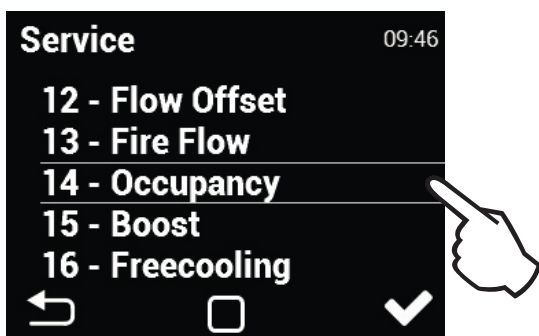 Service 09:46
12 - Flow Offset
13 - Fire Flow
14 - Occupancy
15 - Boost
16 - Freecooling